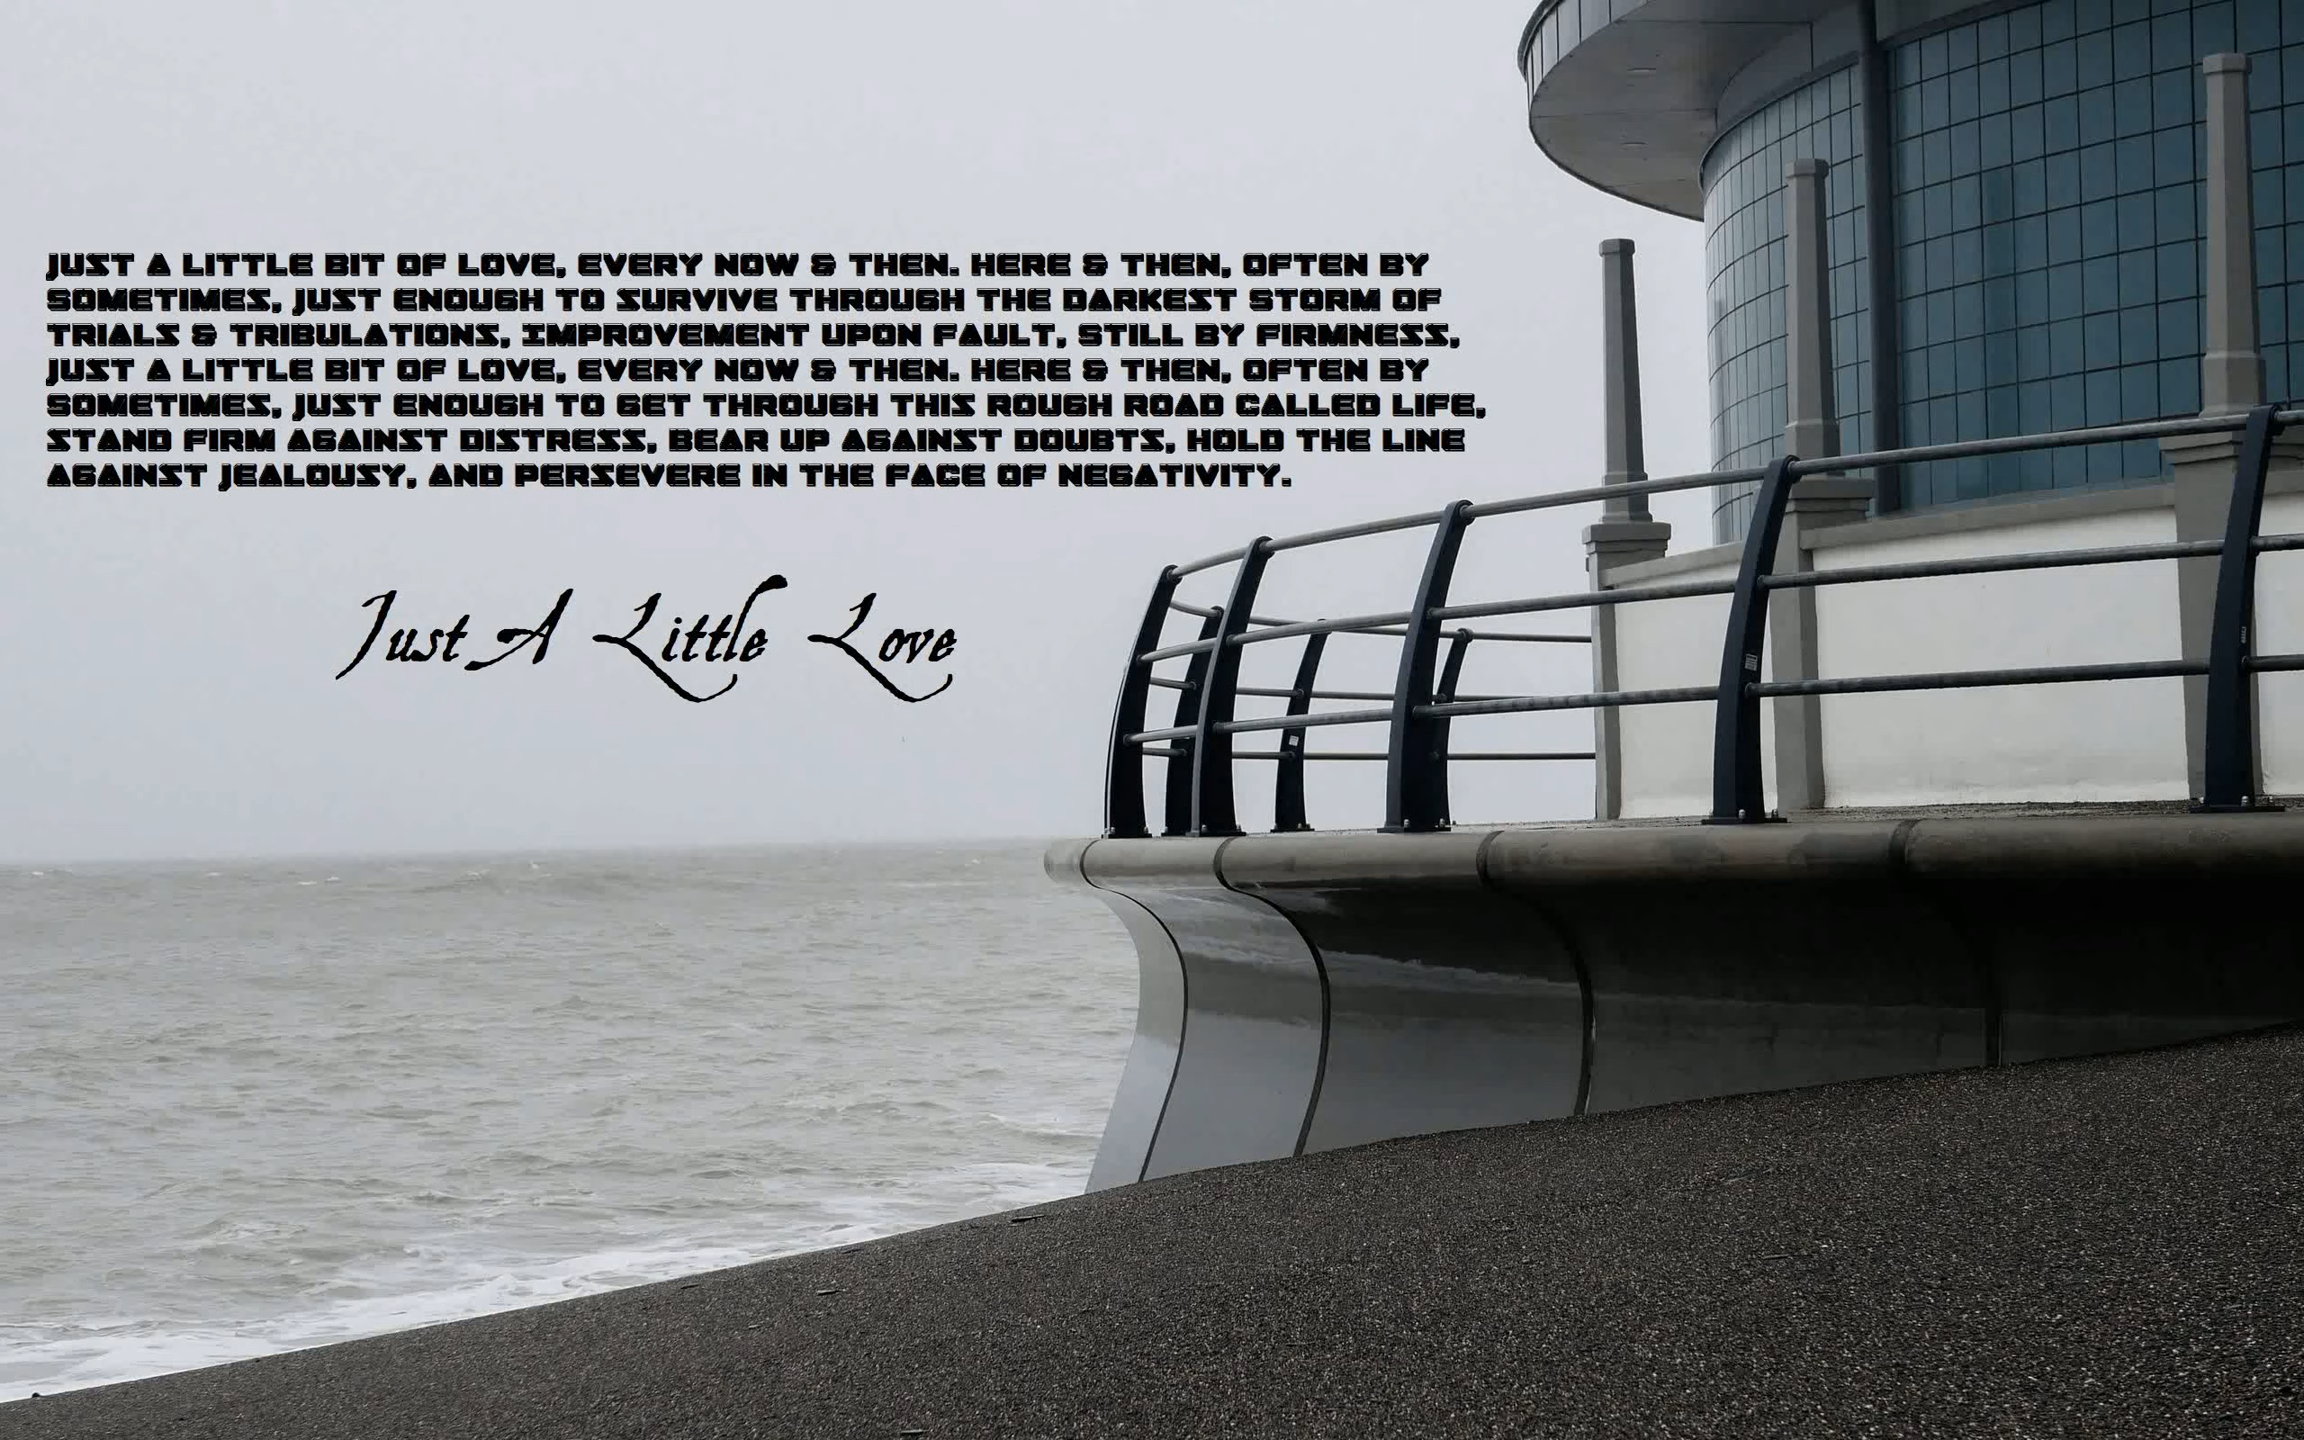 JUST A LITTLE BIT OF LOVE, EVERY NOW & THEN. HERE & THEN, OFTEN BY
SOMETIMES, JUST ENOUGH TO SURVIVE THROUGH THE DARKEST STORM OF
TRIALS & TRIBULATIONS, IMPROVEMENT UPON FAULT, STILL BY FIRMNESS,
JUST A LITTLE BIT OF LOVE, EVERY NOW & THEN. HERE & THEN, OFTEN BY
SOMETIMES, JUST ENOUGH TO GET THROUGH THIS ROUGH ROAD CALLED LIFE,
STAND FIRM AGAINST DISTRESS, BEAR UP AGAINST DOUBTS, HOLD THE LINE
AGAINST JEALOUSY, AND PERSEVERE IN THE FACE OF NEGATIVITY.
Just A Little Love